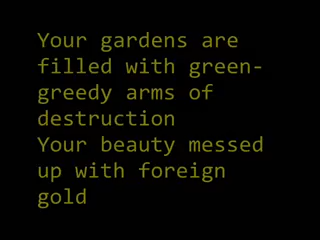 Your gardens are
filled with green-
greedy arms of
destruction
Your beauty messed
up with foreign
gold